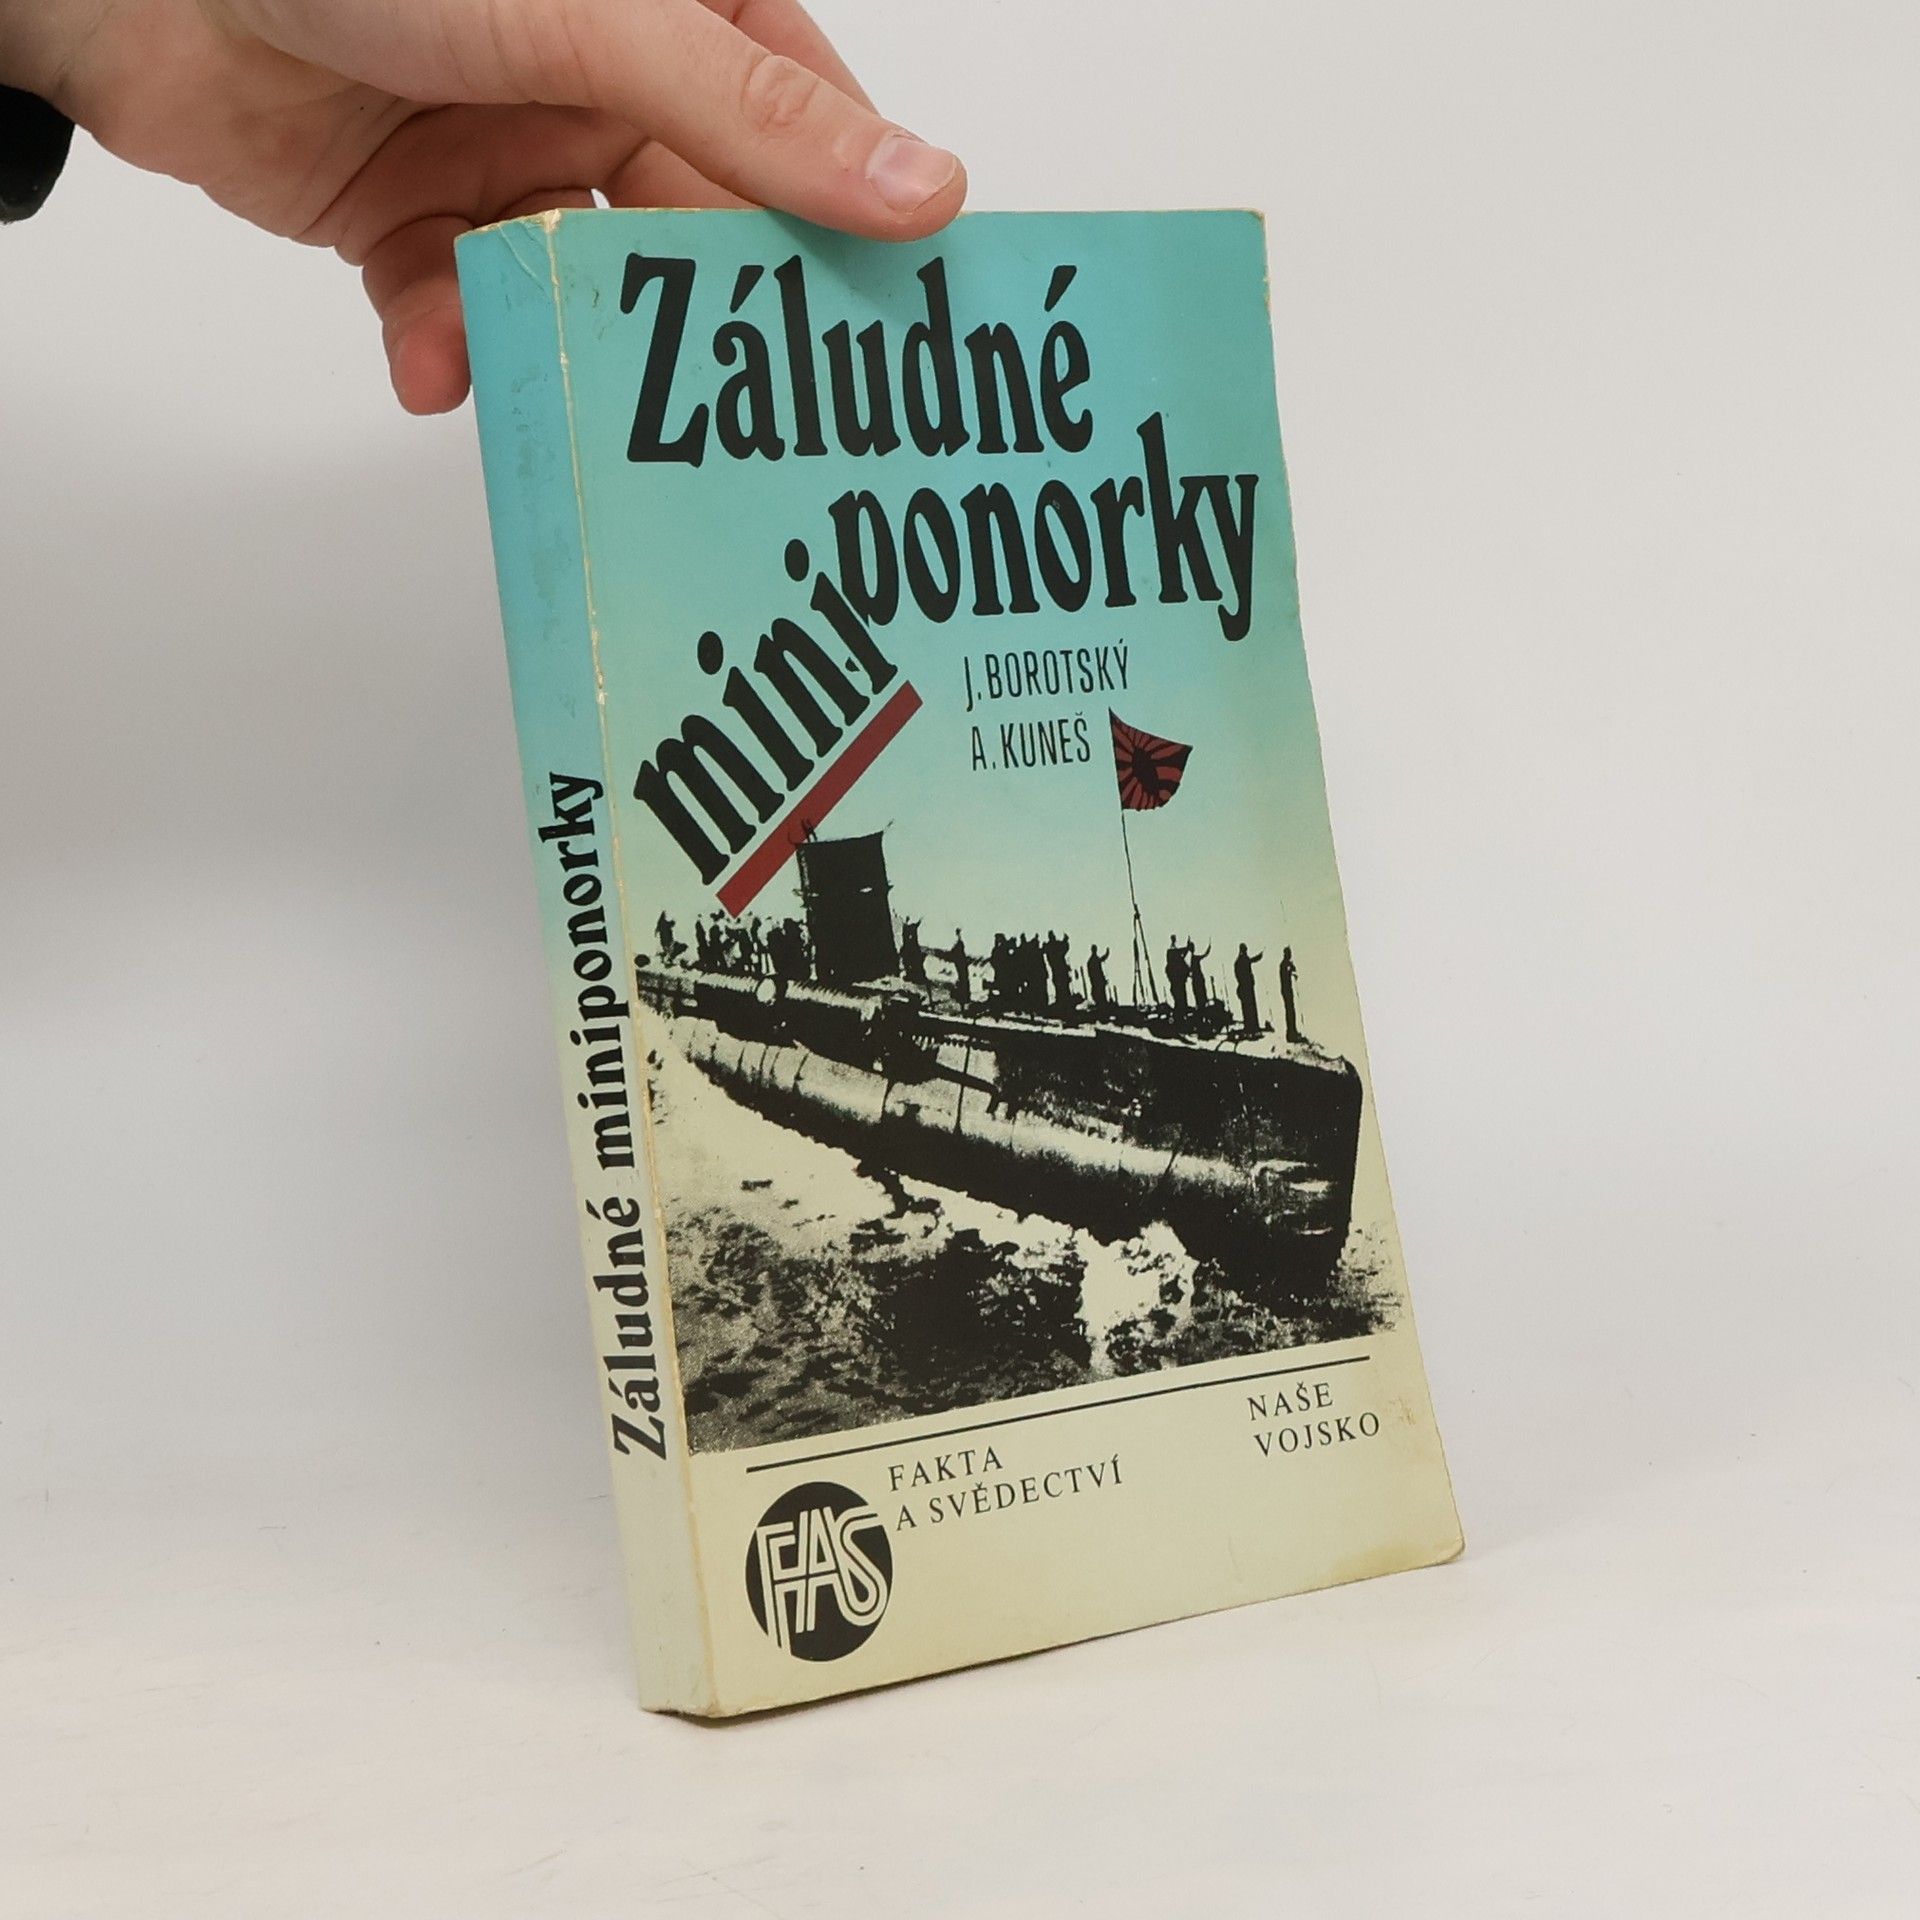 Záludné
miniponorky
J. BOROTSKÝ
A. KUNEŠ
Záludné miniponorky
FAKTA
A SVĚDECTVÍ
NAŠE
VOJSKO
FAS